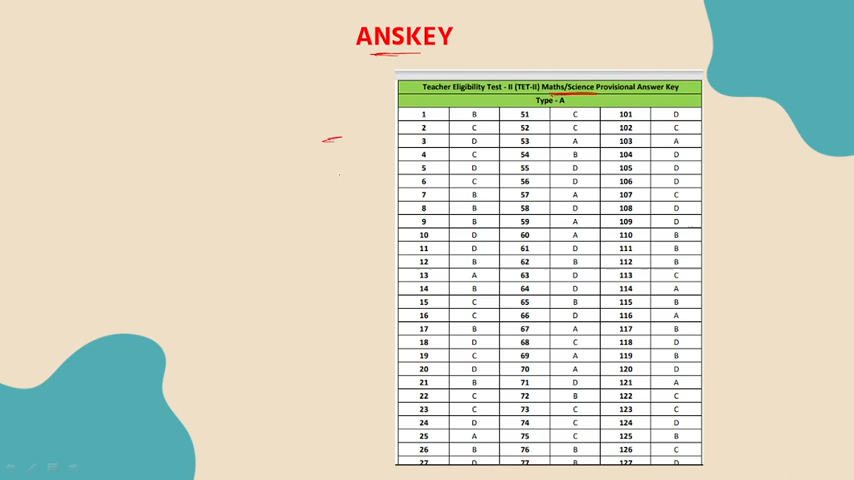 ANSKEY
Teacher Eligibility Test - II (TET-II) Maths/Science Provisional Answer Key
Type - A
1 B 51 C 101 D
2 C 52 C 102 C
3 D 53 A 103 A
4 C 54 B 104 D
5 D 55 D 105 D
6 C 56 D 106 D
7 B 57 A 107 C
8 B 58 D 108 D
9 B 59 A 109 D
10 D 60 A 110 B
11 D 61 D 111 B
12 B 62 B 112 B
13 A 63 D 113 C
14 B 64 D 114 A
15 C 65 B 115 B
16 C 66 D 116 A
17 B 67 A 117 B
18 D 68 C 118 D
19 C 69 A 119 B
20 D 70 A 120 D
21 B 71 D 121 A
22 C 72 B 122 C
23 C 73 C 123 C
24 D 74 C 124 D
25 A 75 C 125 B
26 B 76 B 126 C
27 D 77 B 127 D